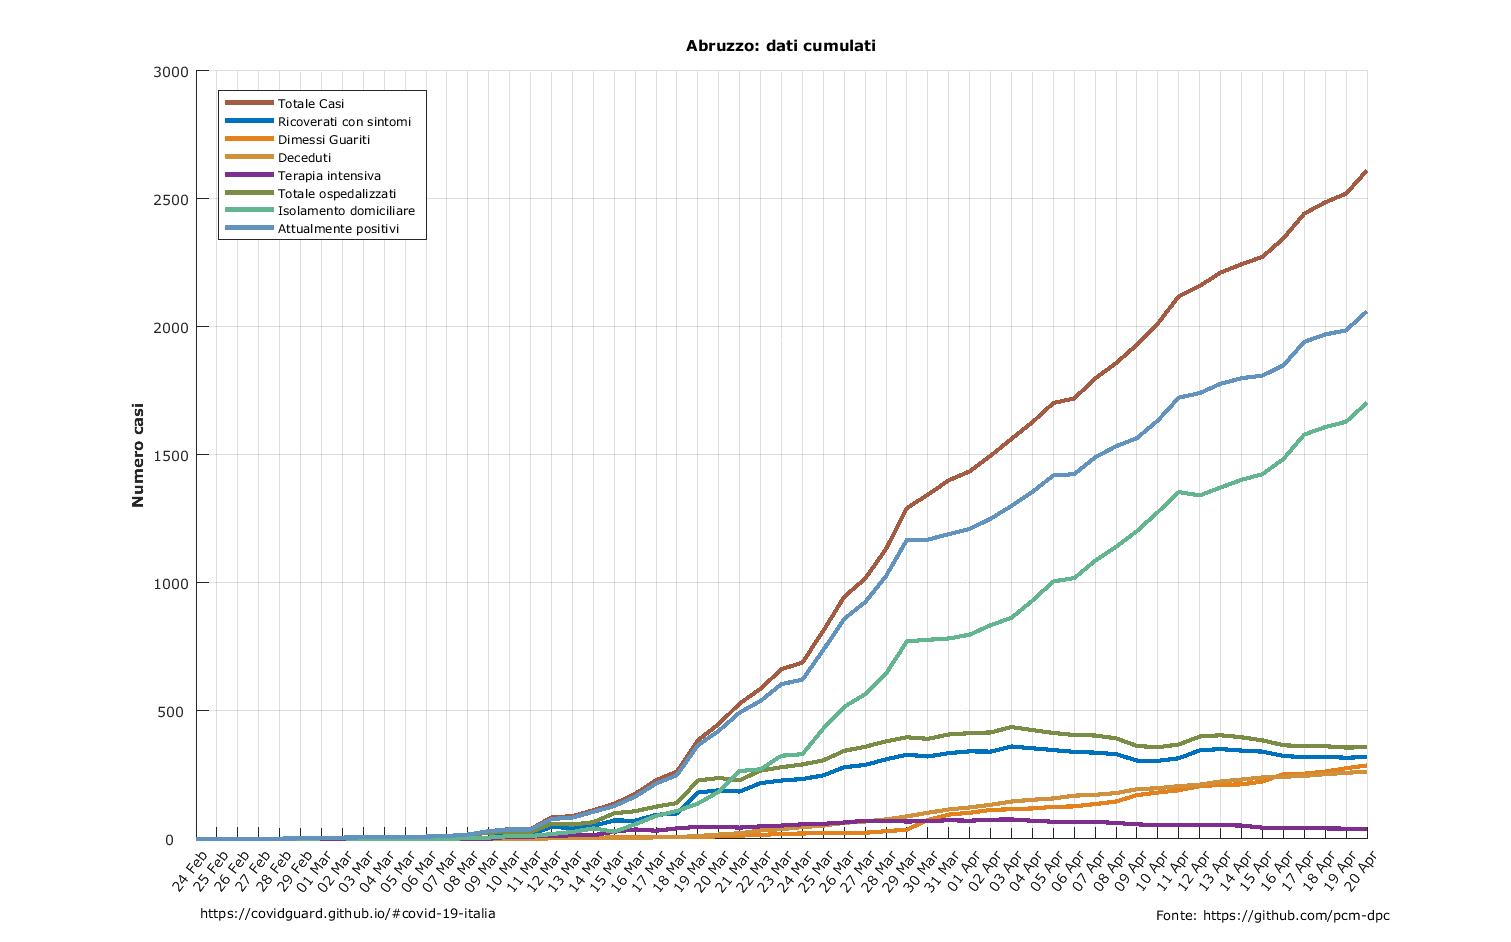 Abruzzo: dati cumulati
3000
2500
2000
1500
1000
500
0
Numero casi
Totale Casi
Ricoverati con sintomi
Dimessi Guariti
Deceduti
Terapia intensiva
Totale ospedalizzati
Isolamento domiciliare
Attualmente positivi
24 Feb
25 Feb
26 Feb
27 Feb
28 Feb
29 Feb
01 Mar
02 Mar
03 Mar
04 Mar
05 Mar
06 Mar
07 Mar
08 Mar
09 Mar
10 Mar
11 Mar
12 Mar
13 Mar
14 Mar
15 Mar
16 Mar
17 Mar
18 Mar
19 Mar
20 Mar
21 Mar
22 Mar
23 Mar
24 Mar
25 Mar
26 Mar
27 Mar
28 Mar
29 Mar
30 Mar
31 Mar
01 Apr
02 Apr
03 Apr
04 Apr
05 Apr
06 Apr
07 Apr
08 Apr
09 Apr
10 Apr
11 Apr
12 Apr
13 Apr
14 Apr
15 Apr
16 Apr
17 Apr
18 Apr
19 Apr
20 Apr
https://covidguard.github.io/#covid-19-italia
Fonte: https://github.com/pcm-dpc